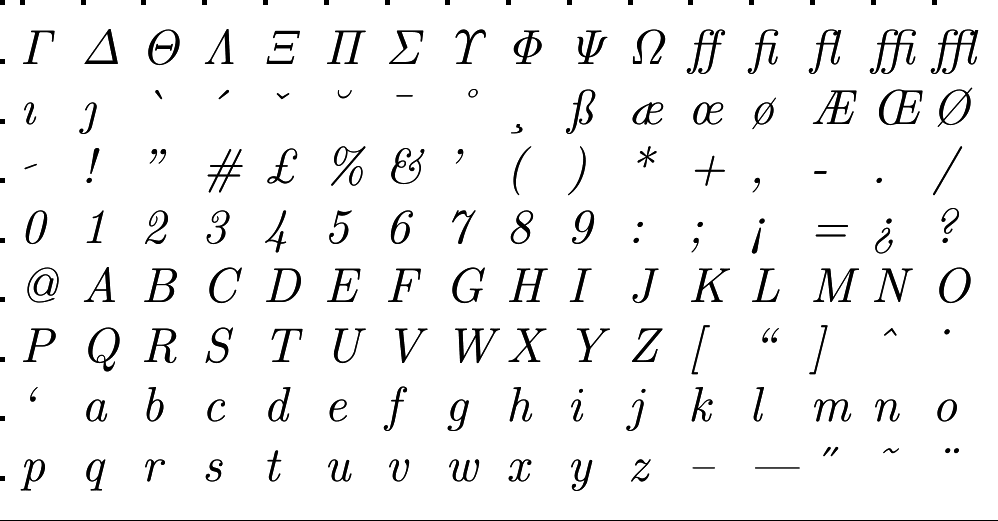 Γ Δ Θ Λ Ξ Π Σ ϒ Φ Ψ Ω ff fi fl ffi ffl
ı ȷ ` ´ ˇ ˘ ¯ ˚ ¸ ß æ œ ø Æ Œ Ø
̷ ! ” # £ % & ’ ( ) * + , - . /
0 1 2 3 4 5 6 7 8 9 : ; ¡ = ¿ ?
@ A B C D E F G H I J K L M N O
P Q R S T U V W X Y Z [ “ ] ˆ ˙
‘ a b c d e f g h i j k l m n o
p q r s t u v w x y z – — ˝ ˜ ¨